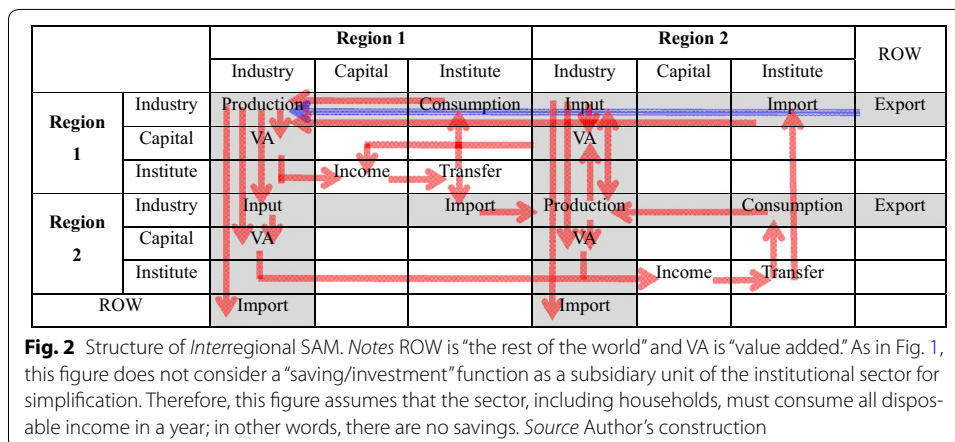 Region 1 Region 2 ROW
Industry Capital Institute Industry Capital Institute
Region 1 Industry Production Consumption Input Import Export
Capital VA VA
Institute Income Transfer
Region 2 Industry Input Import Production Consumption Export
Capital VA VA
Institute Income Transfer
ROW Import Import
Fig. 2 Structure of Interregional SAM. Notes ROW is “the rest of the world” and VA is “value added.” As in Fig. 1,
this figure does not consider a “saving/investment” function as a subsidiary unit of the institutional sector for
simplification. Therefore, this figure assumes that the sector, including households, must consume all dispos-
able income in a year; in other words, there are no savings. Source Author’s construction